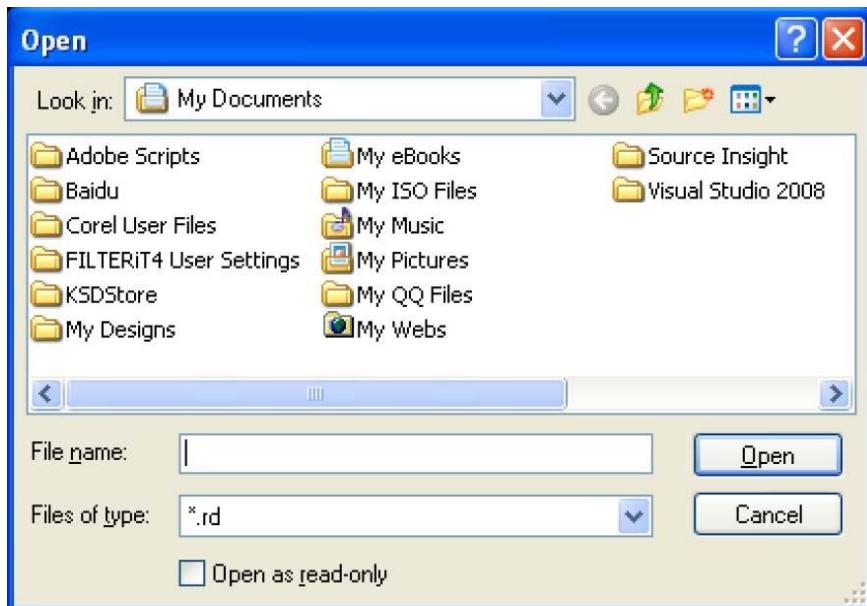 Open
Look in: My Documents
Adobe Scripts
Baidu
Corel User Files
FILTERiT4 User Settings
KSDStore
My Designs
My eBooks
My ISO Files
My Music
My Pictures
My QQ Files
My Webs
Source Insight
Visual Studio 2008
File name:
Open
Files of type: *.rd
Cancel
Open as read-only